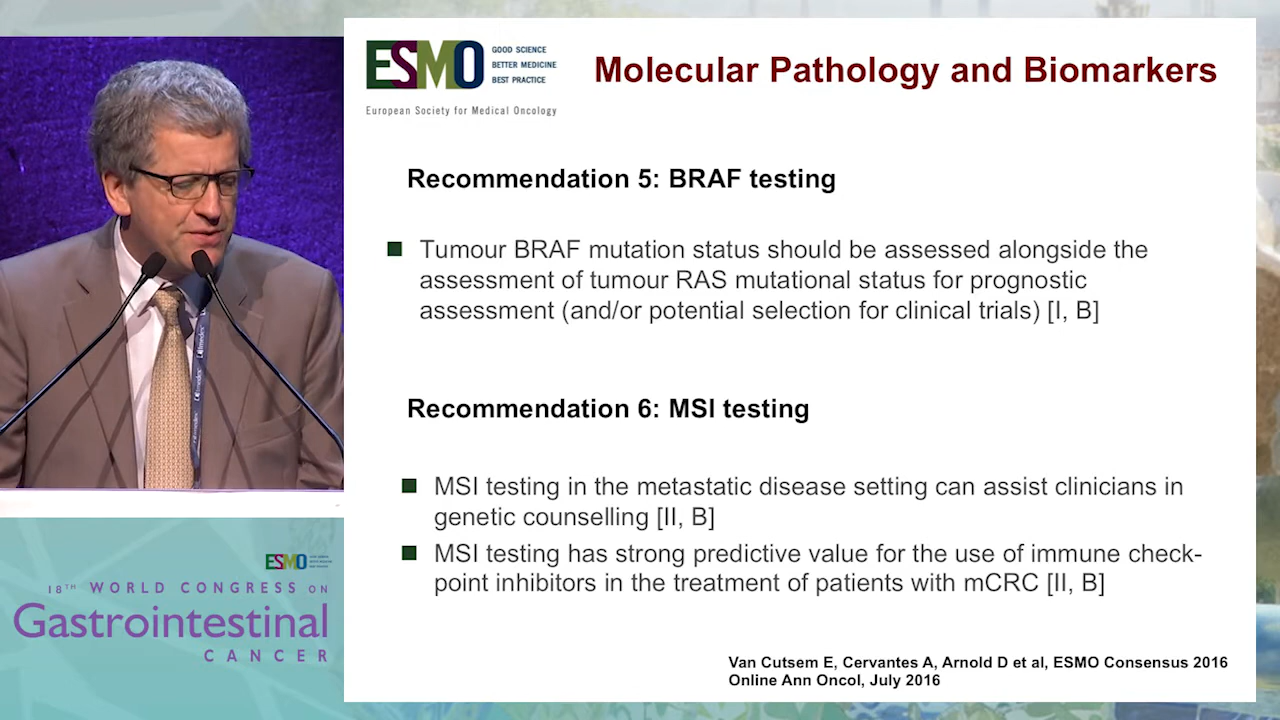 ESMO
GOOD SCIENCE
BETTER MEDICINE
BEST PRACTICE
European Society for Medical Oncology
Molecular Pathology and Biomarkers
Recommendation 5: BRAF testing
Tumour BRAF mutation status should be assessed alongside the
assessment of tumour RAS mutational status for prognostic
assessment (and/or potential selection for clinical trials) [I, B]
Recommendation 6: MSI testing
MSI testing in the metastatic disease setting can assist clinicians in
genetic counselling [II, B]
MSI testing has strong predictive value for the use of immune check-
point inhibitors in the treatment of patients with mCRC [II, B]
Van Cutsem E, Cervantes A, Arnold D et al, ESMO Consensus 2016
Online Ann Oncol, July 2016
ESMO
18TH WORLD CONGRESS ON
Gastrointestinal
CANCER